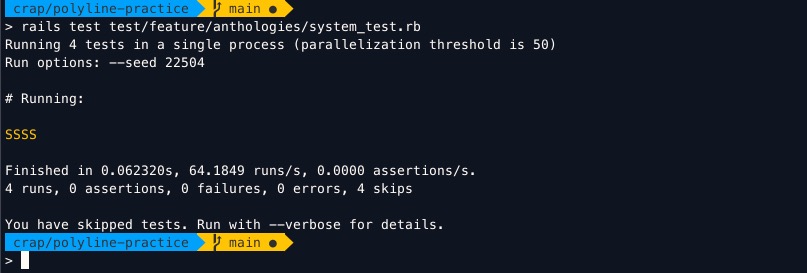 crap/polyline-practice main ●
> rails test test/feature/anthologies/system_test.rb
Running 4 tests in a single process (parallelization threshold is 50)
Run options: --seed 22504
# Running:
SSSS
Finished in 0.062320s, 64.1849 runs/s, 0.0000 assertions/s.
4 runs, 0 assertions, 0 failures, 0 errors, 4 skips
You have skipped tests. Run with --verbose for details.
crap/polyline-practice main ●
>